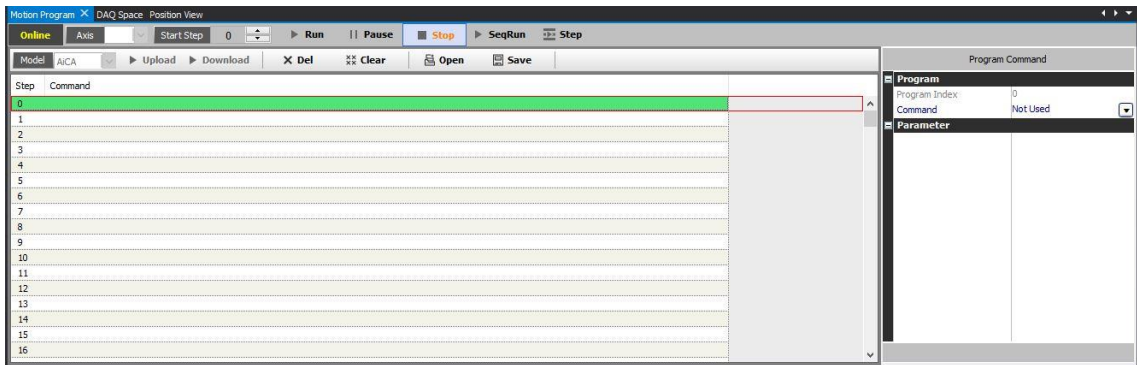 Motion Program DAQ Space Position View
Online Axis Start Step 0 Run Pause Stop SeqRun Step
Model AiCA Upload Download Del Clear Open Save
Step Command
0
1
2
3
4
5
6
7
8
9
10
11
12
13
14
15
16
Program Command
Program
Program Index 0
Command Not Used
Parameter